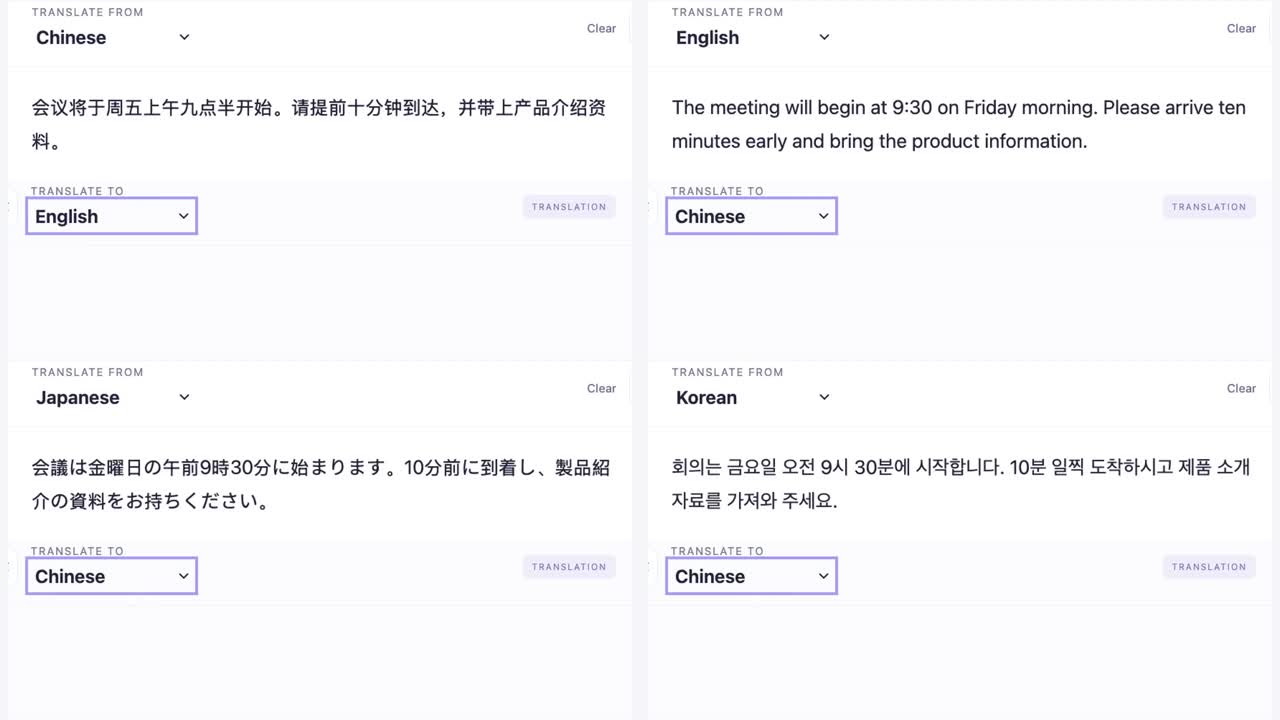 TRANSLATE FROM
Chinese
Clear
会议将于周五上午九点半开始。请提前十分钟到达，并带上产品介绍资
料。
TRANSLATE TO
English
TRANSLATION
TRANSLATE FROM
English
Clear
The meeting will begin at 9:30 on Friday morning. Please arrive ten
minutes early and bring the product information.
TRANSLATE TO
Chinese
TRANSLATION
TRANSLATE FROM
Japanese
Clear
会議は金曜日の午前9時30分に始まります。10分前に到着し、製品紹
介の資料をお持ちください。
TRANSLATE TO
Chinese
TRANSLATION
TRANSLATE FROM
Korean
Clear
회의는 금요일 오전 9시 30분에 시작합니다. 10분 일찍 도착하시고 제품 소개
자료를 가져와 주세요.
TRANSLATE TO
Chinese
TRANSLATION